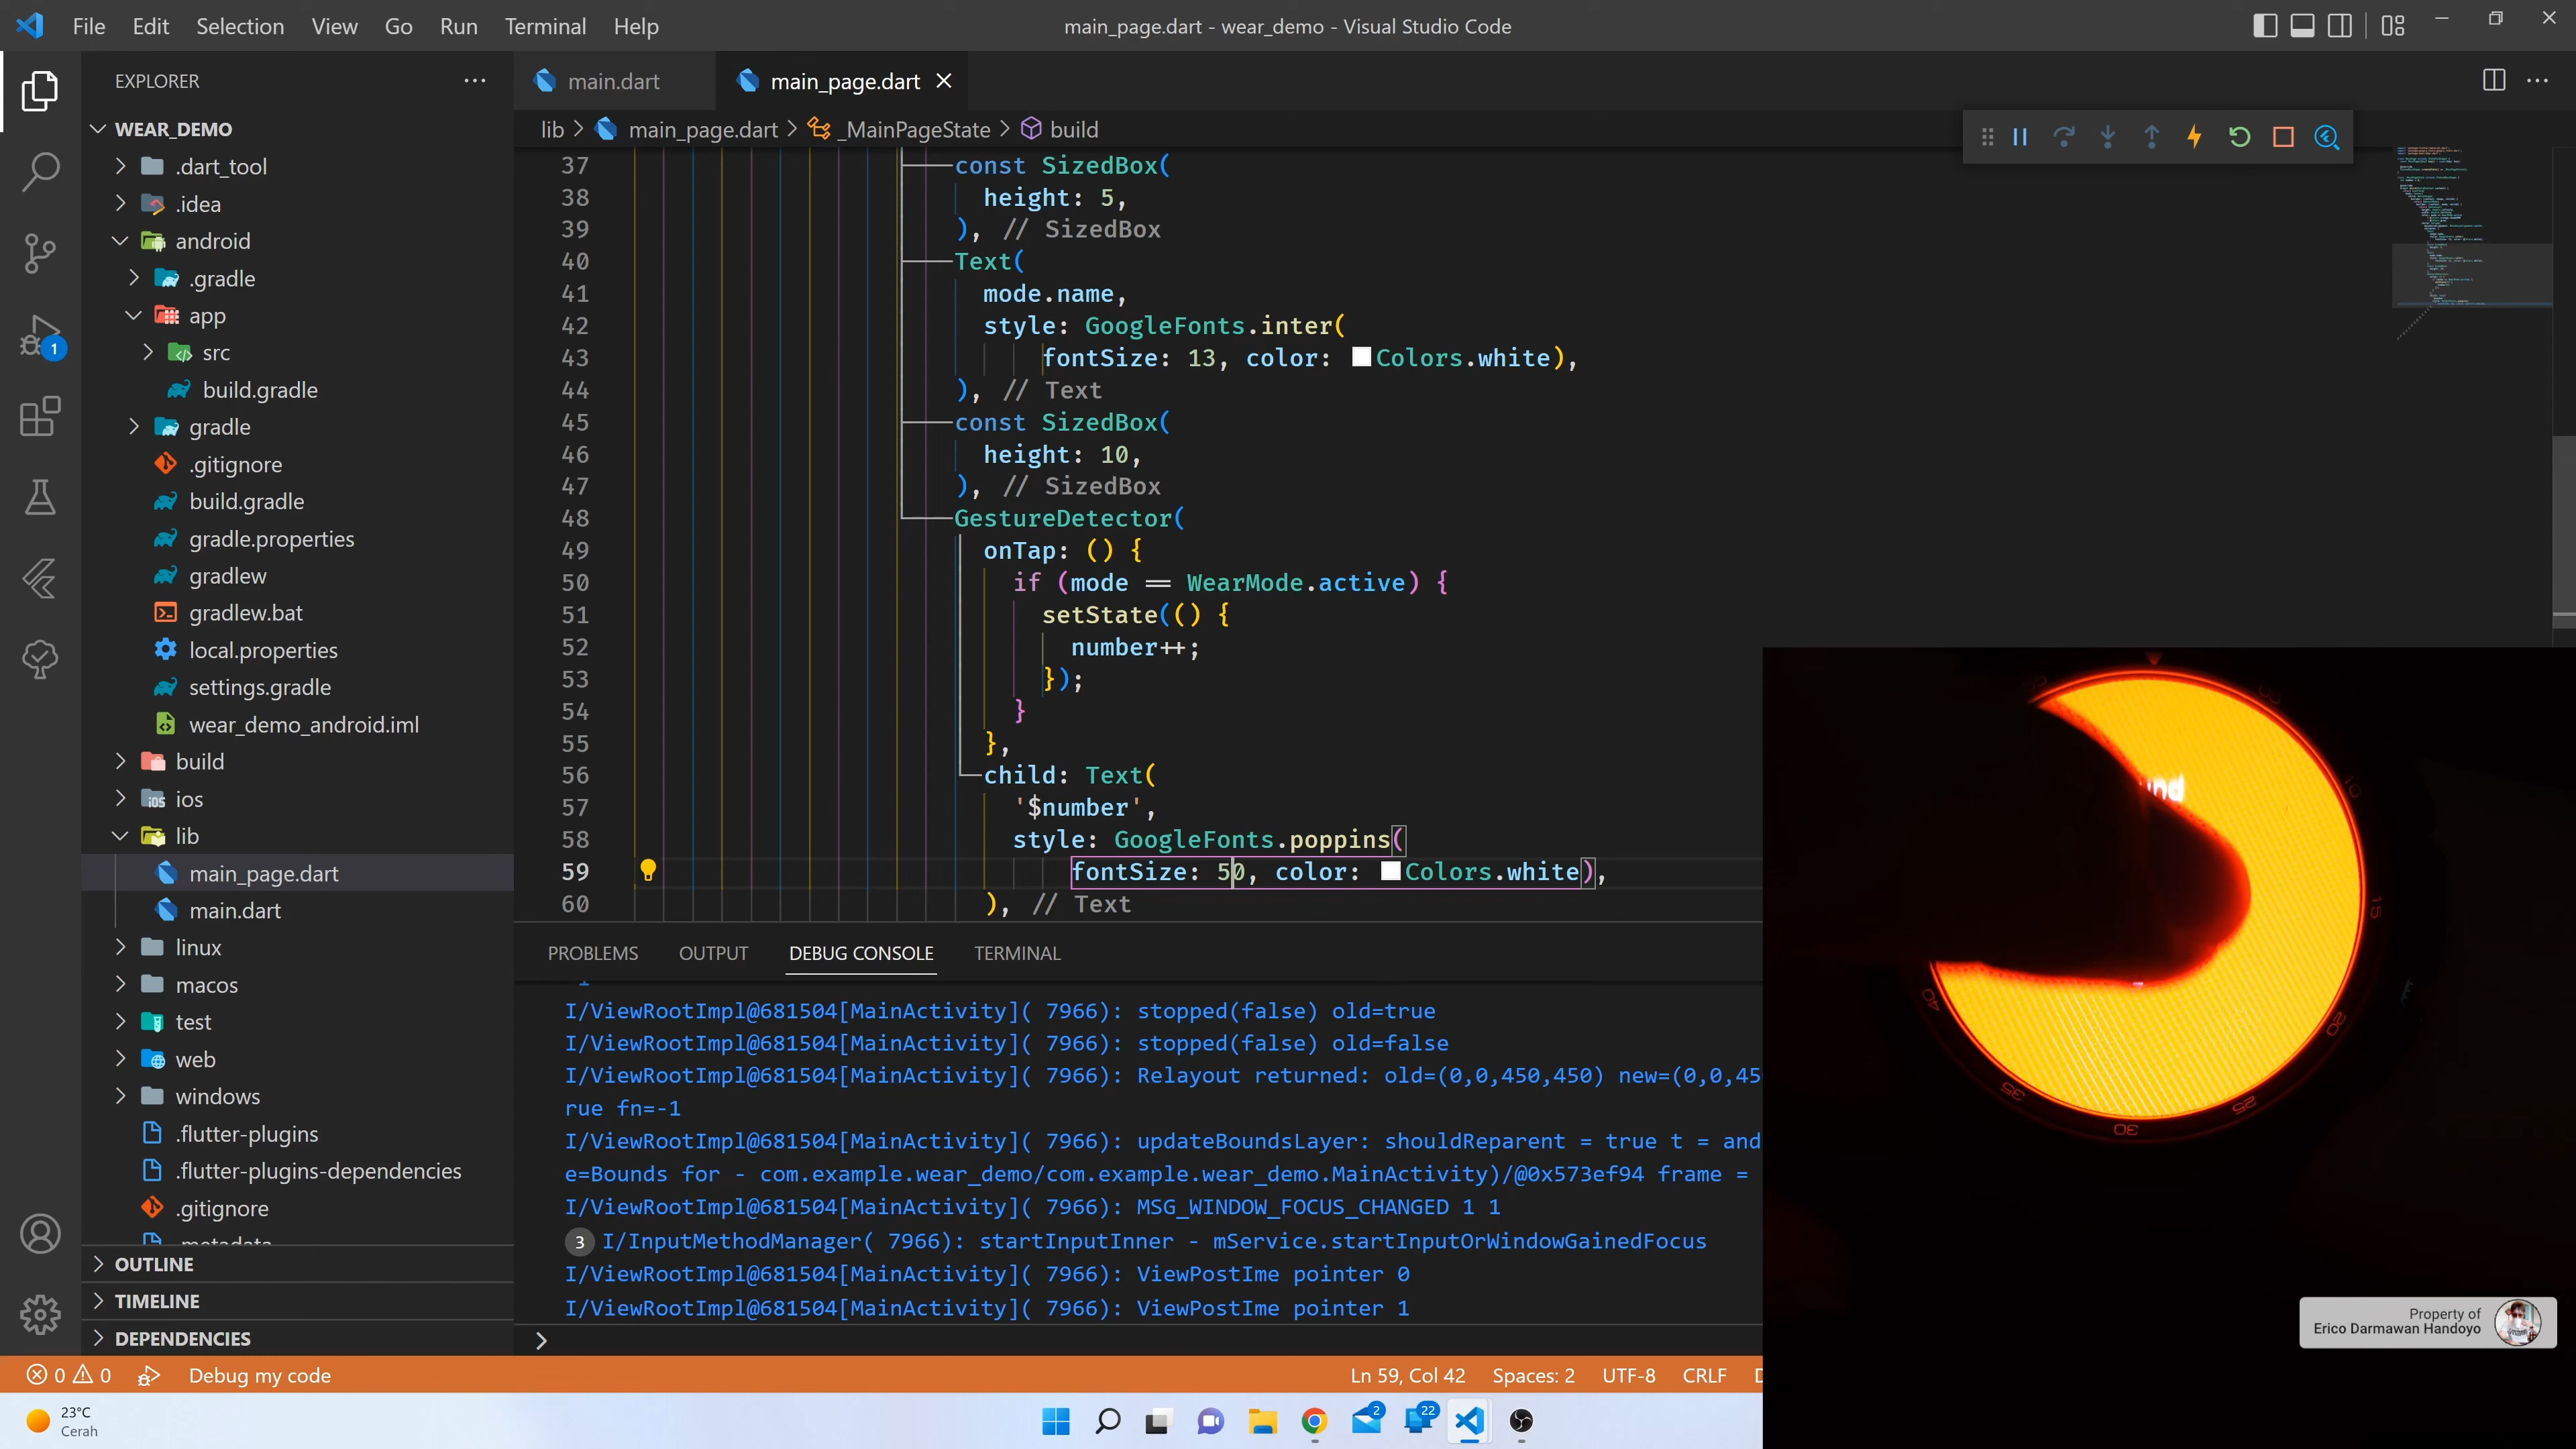 File Edit Selection View Go Run Terminal Help
main_page.dart - wear_demo - Visual Studio Code
EXPLORER
WEAR_DEMO
.dart_tool
.idea
android
.gradle
app
src
build.gradle
gradle
.gitignore
build.gradle
gradle.properties
gradlew
gradlew.bat
local.properties
settings.gradle
wear_demo_android.iml
build
ios
lib
main_page.dart
main.dart
linux
macos
test
web
windows
.flutter-plugins
.flutter-plugins-dependencies
.gitignore
.metadata
OUTLINE
TIMELINE
DEPENDENCIES
1
main.dart
main_page.dart
lib > main_page.dart > _MainPageState > build
37 const SizedBox(
38 height: 5,
39 ), // SizedBox
40 Text(
41 mode.name,
42 style: GoogleFonts.inter(
43 fontSize: 13, color: Colors.white),
44 ), // Text
45 const SizedBox(
46 height: 10,
47 ), // SizedBox
48 GestureDetector(
49 onTap: () {
50 if (mode == WearMode.active) {
51 setState(() {
52 number++;
53 });
54 }
55 },
56 child: Text(
57 '$number',
58 style: GoogleFonts.poppins(
59 fontSize: 50, color: Colors.white),
60 ), // Text
PROBLEMS OUTPUT DEBUG CONSOLE TERMINAL
I/ViewRootImpl@681504[MainActivity]( 7966): stopped(false) old=true
I/ViewRootImpl@681504[MainActivity]( 7966): stopped(false) old=false
I/ViewRootImpl@681504[MainActivity]( 7966): Relayout returned: old=(0,0,450,450) new=(0,0,45
rue fn=-1
I/ViewRootImpl@681504[MainActivity]( 7966): updateBoundsLayer: shouldReparent = true t = and
e=Bounds for - com.example.wear_demo/com.example.wear_demo.MainActivity)/@0x573ef94 frame =
I/ViewRootImpl@681504[MainActivity]( 7966): MSG_WINDOW_FOCUS_CHANGED 1 1
3 I/InputMethodManager( 7966): startInputInner - mService.startInputOrWindowGainedFocus
I/ViewRootImpl@681504[MainActivity]( 7966): ViewPostIme pointer 0
I/ViewRootImpl@681504[MainActivity]( 7966): ViewPostIme pointer 1
>
10
15
20
25
30
35
40
Property of
Erico Darmawan Handoyo
0 0 Debug my code
Ln 59, Col 42 Spaces: 2 UTF-8 CRLF
23°C
Cerah
2
22